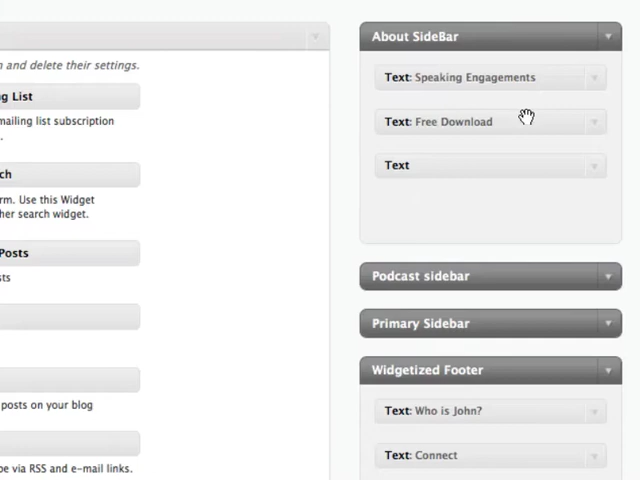 n and delete their settings.
g List
mailing list subscription
.
ch
rm. Use this Widget
her search widget.
Posts
sts
posts on your blog
be via RSS and e-mail links.
About SideBar
Text: Speaking Engagements
Text: Free Download
Text
Podcast sidebar
Primary Sidebar
Widgetized Footer
Text: Who is John?
Text: Connect